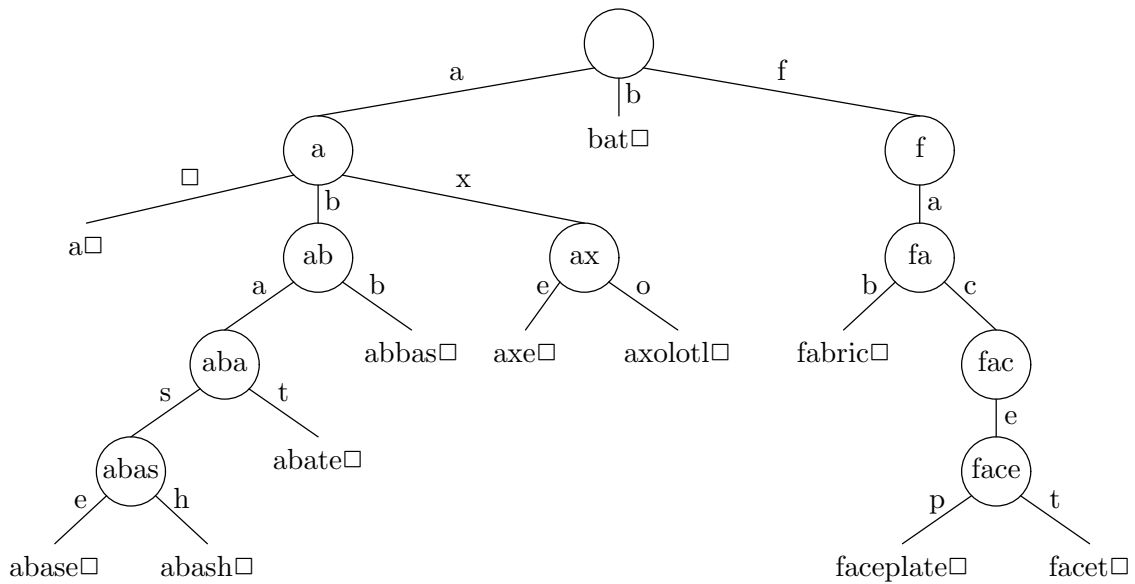 a f
b
bat□
a f
□ b x a
a□
ab ax fa
a b e o b c
aba abbas□ axe□ axolotl□ fabric□ fac
s t e
abas abate□ face
e h p t
abase□ abash□ faceplate□ facet□